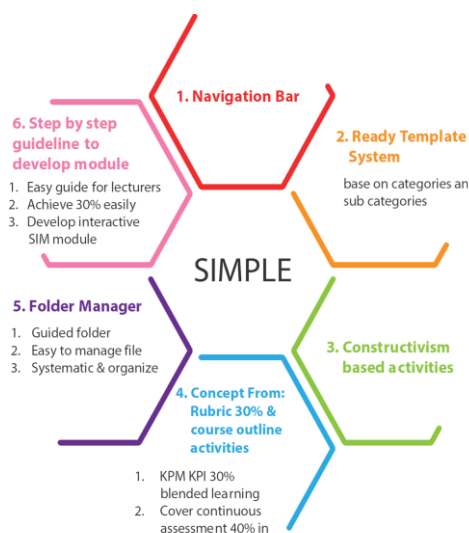 1. Navigation Bar
2. Ready Template
System
base on categories an
sub categories
3. Constructivism
based activities
4. Concept From:
Rubric 30% &
course outline
activities
1. KPM KPI 30%
blended learning
2. Cover continuous
assessment 40% in
5. Folder Manager
1. Guided folder
2. Easy to manage file
3. Systematic & organize
6. Step by step
guideline to
develop module
1. Easy guide for lecturers
2. Achieve 30% easily
3. Develop interactive
SIM module
SIMPLE